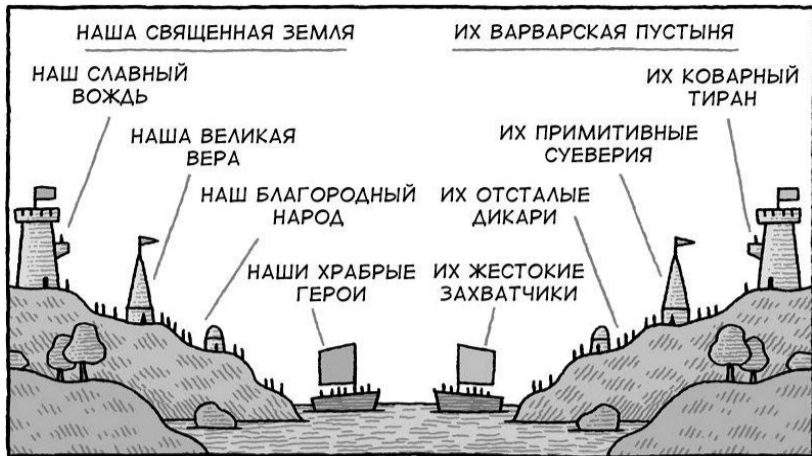 НАША СВЯЩЕННАЯ ЗЕМЛЯ
НАШ СЛАВНЫЙ
ВОЖДЬ
НАША ВЕЛИКАЯ
ВЕРА
НАШ БЛАГОРОДНЫЙ
НАРОД
НАШИ ХРАБРЫЕ
ГЕРОИ
ИХ ВАРВАРСКАЯ ПУСТЫНЯ
ИХ КОВАРНЫЙ
ТИРАН
ИХ ПРИМИТИВНЫЕ
СУЕВЕРИЯ
ИХ ОТСТАЛЫЕ
ДИКАРИ
ИХ ЖЕСТОКИЕ
ЗАХВАТЧИКИ